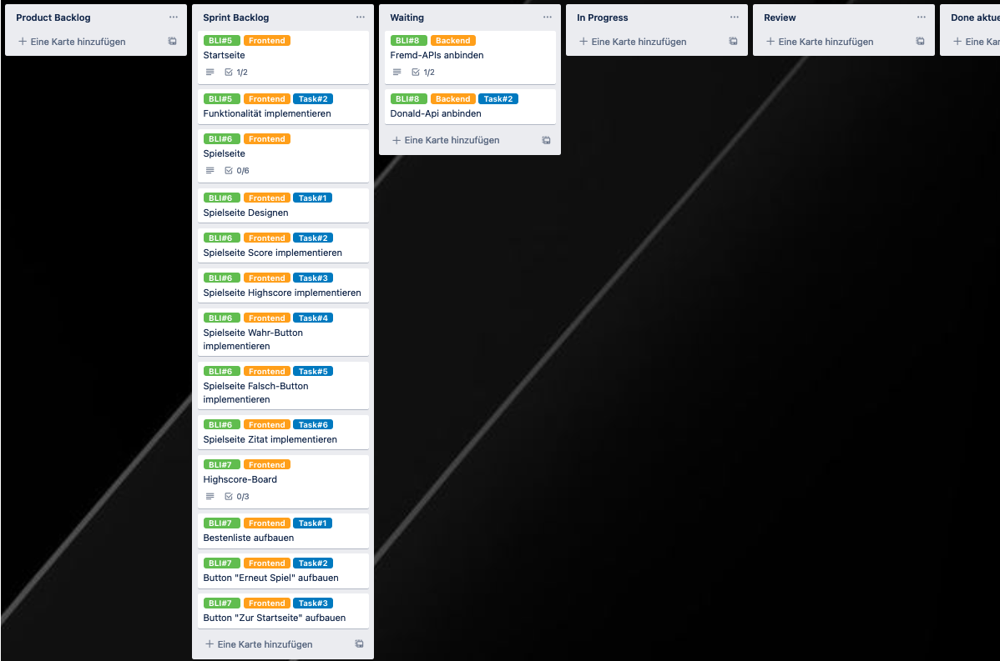 Product Backlog
Eine Karte hinzufügen
Sprint Backlog
BLI#5 Frontend
Startseite
1/2
BLI#5 Frontend Task#2
Funktionalität implementieren
BLI#6 Frontend
Spielseite
0/6
BLI#6 Frontend Task#1
Spielseite Designen
BLI#6 Frontend Task#2
Spielseite Score implementieren
BLI#6 Frontend Task#3
Spielseite Highscore implementieren
BLI#6 Frontend Task#4
Spielseite Wahr-Button
implementieren
BLI#6 Frontend Task#5
Spielseite Falsch-Button
implementieren
BLI#6 Frontend Task#6
Spielseite Zitat implementieren
BLI#7 Frontend
Highscore-Board
0/3
BLI#7 Frontend Task#1
Bestenliste aufbauen
BLI#7 Frontend Task#2
Button "Erneut Spiel" aufbauen
BLI#7 Frontend Task#3
Button "Zur Startseite" aufbauen
Eine Karte hinzufügen
Waiting
BLI#8 Backend
Fremd-APIs anbinden
1/2
BLI#8 Backend Task#2
Donald-Api anbinden
Eine Karte hinzufügen
In Progress
Eine Karte hinzufügen
Review
Eine Karte hinzufügen
Done aktue
Eine Kar